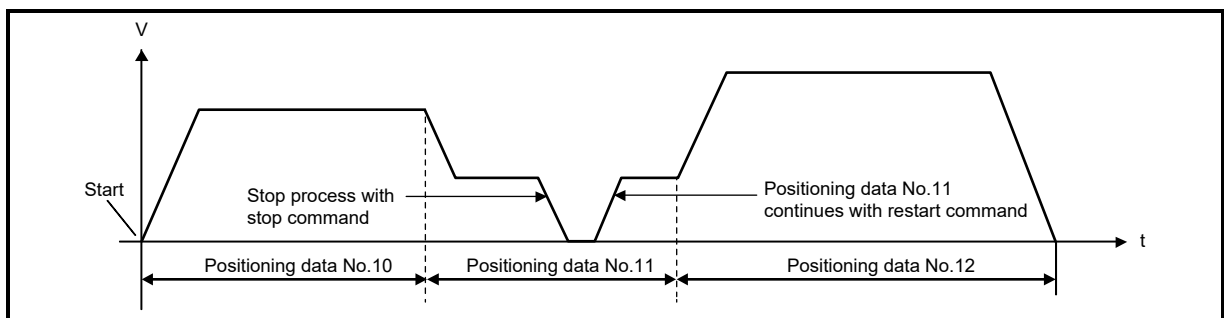 V
Start
Stop process with
stop command
Positioning data No.11
continues with restart command
t
Positioning data No.10
Positioning data No.11
Positioning data No.12